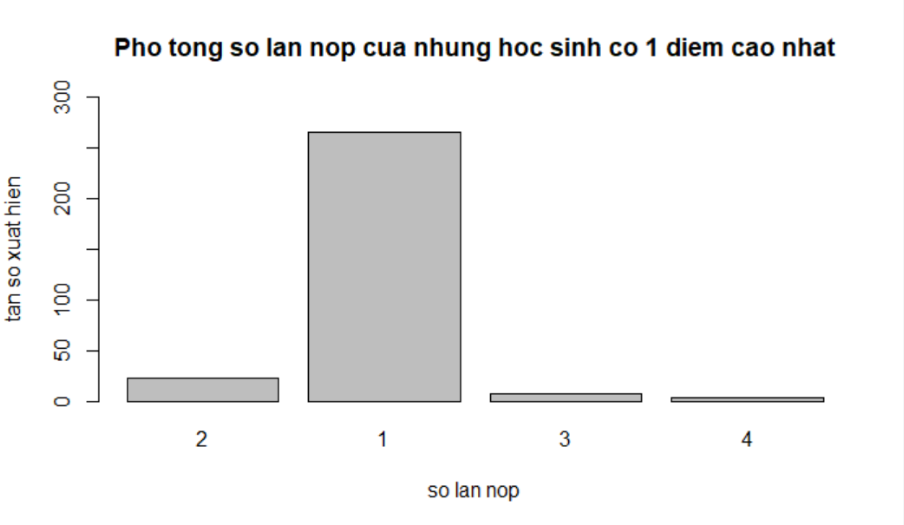 Pho tong so lan nop cua nhung hoc sinh co 1 diem cao nhat
tan so xuat hien
300
200
100
50
0
2 1 3 4
so lan nop